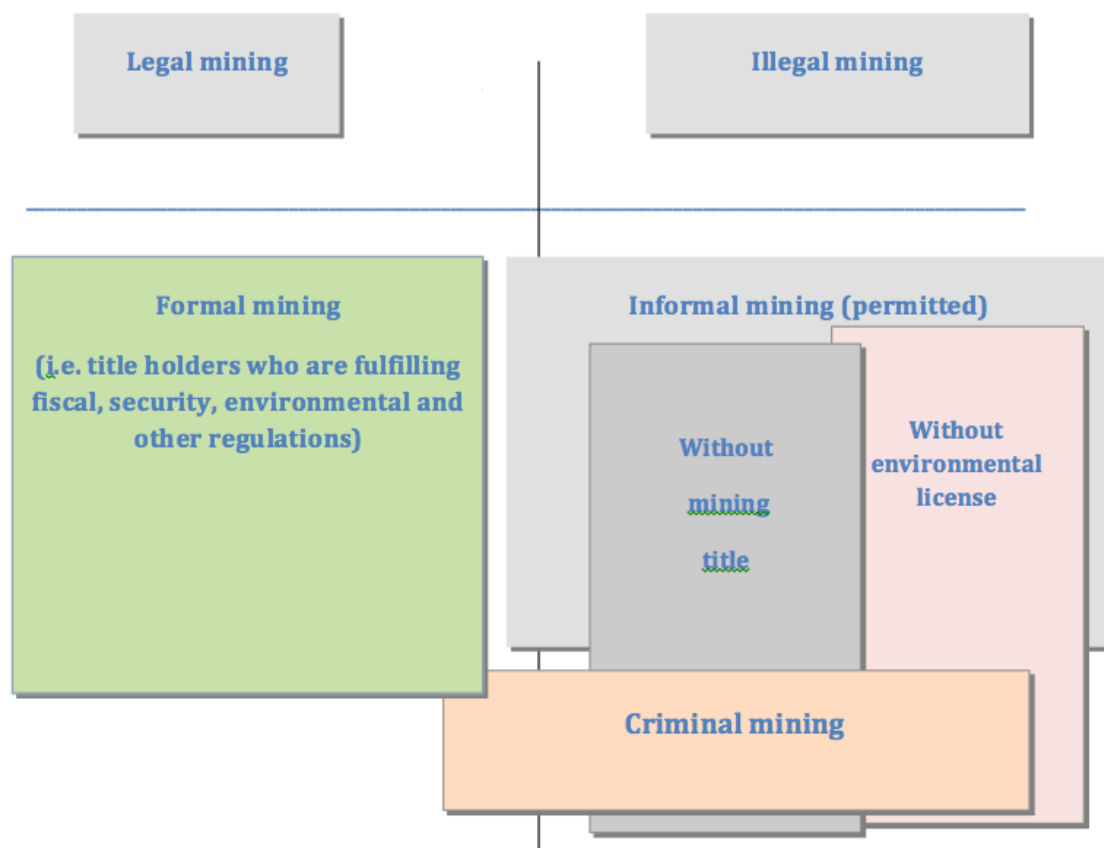 Legal mining
Illegal mining
Formal mining
(i.e. title holders who are fulfilling
fiscal, security, environmental and
other regulations)
Informal mining (permitted)
Without
mining
title
Without
environmental
license
Criminal mining